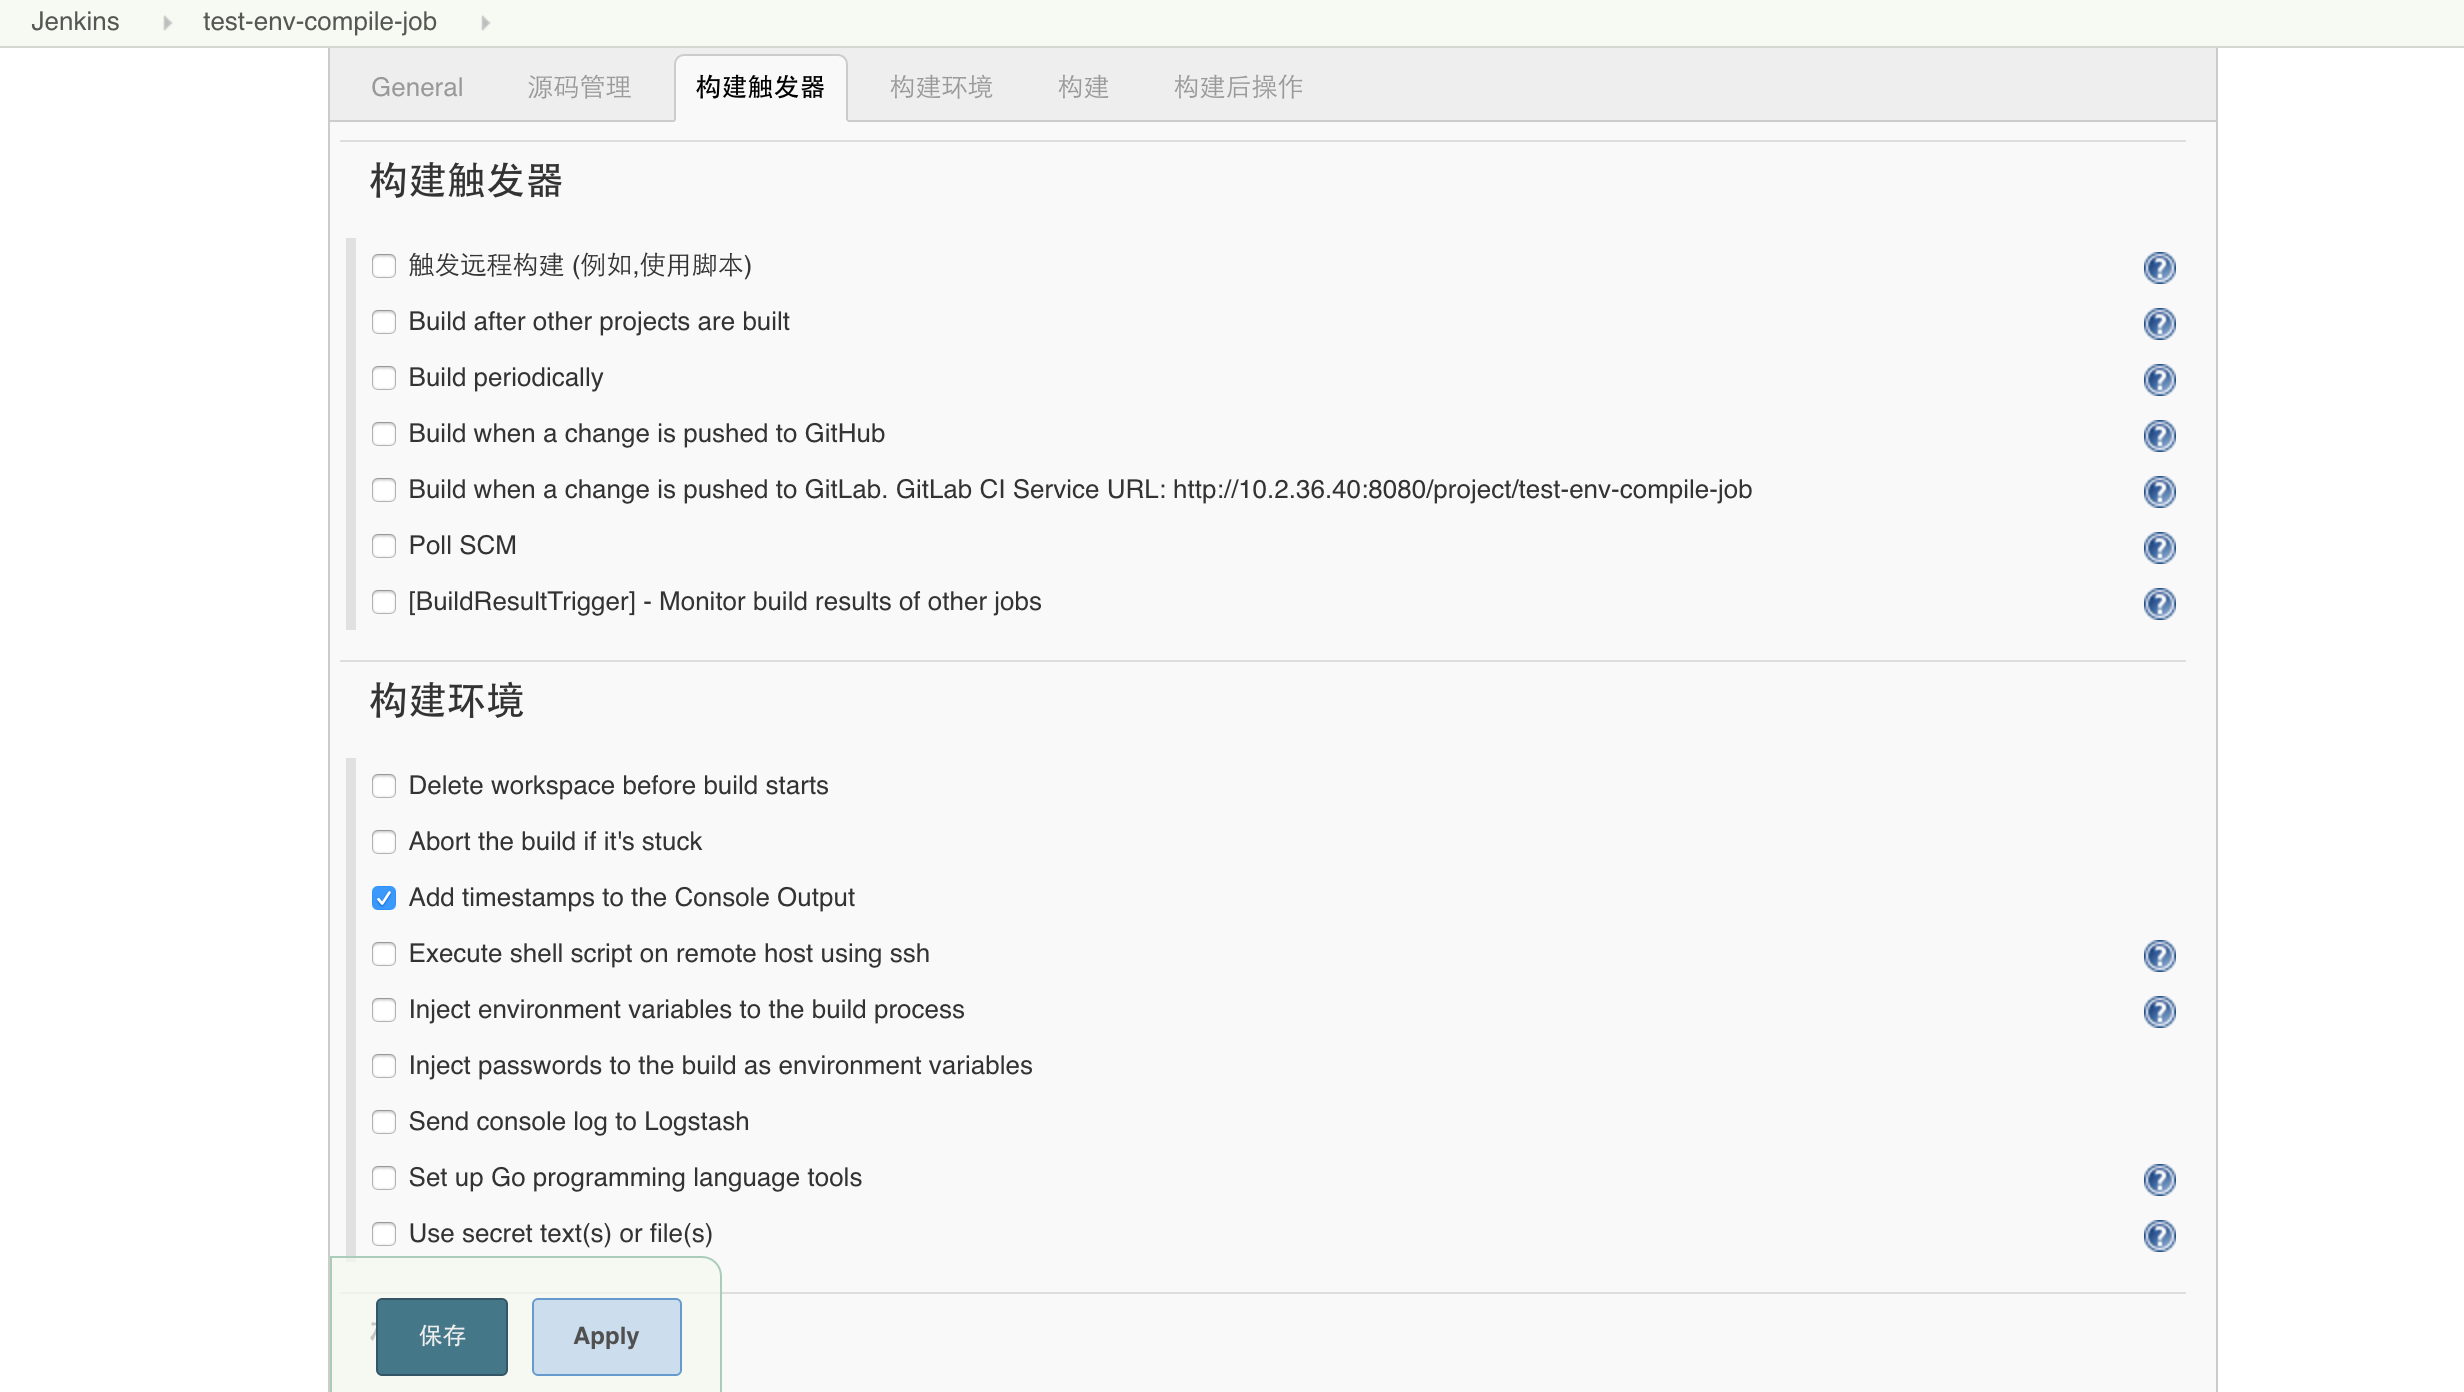 Jenkins test-env-compile-job
General 源码管理 构建触发器 构建环境 构建 构建后操作
构建触发器
触发远程构建 (例如,使用脚本)
Build after other projects are built
Build periodically
Build when a change is pushed to GitHub
Build when a change is pushed to GitLab. GitLab CI Service URL: http://10.2.36.40:8080/project/test-env-compile-job
Poll SCM
[BuildResultTrigger] - Monitor build results of other jobs
构建环境
Delete workspace before build starts
Abort the build if it's stuck
Add timestamps to the Console Output
Execute shell script on remote host using ssh
Inject environment variables to the build process
Inject passwords to the build as environment variables
Send console log to Logstash
Set up Go programming language tools
Use secret text(s) or file(s)
保存 Apply